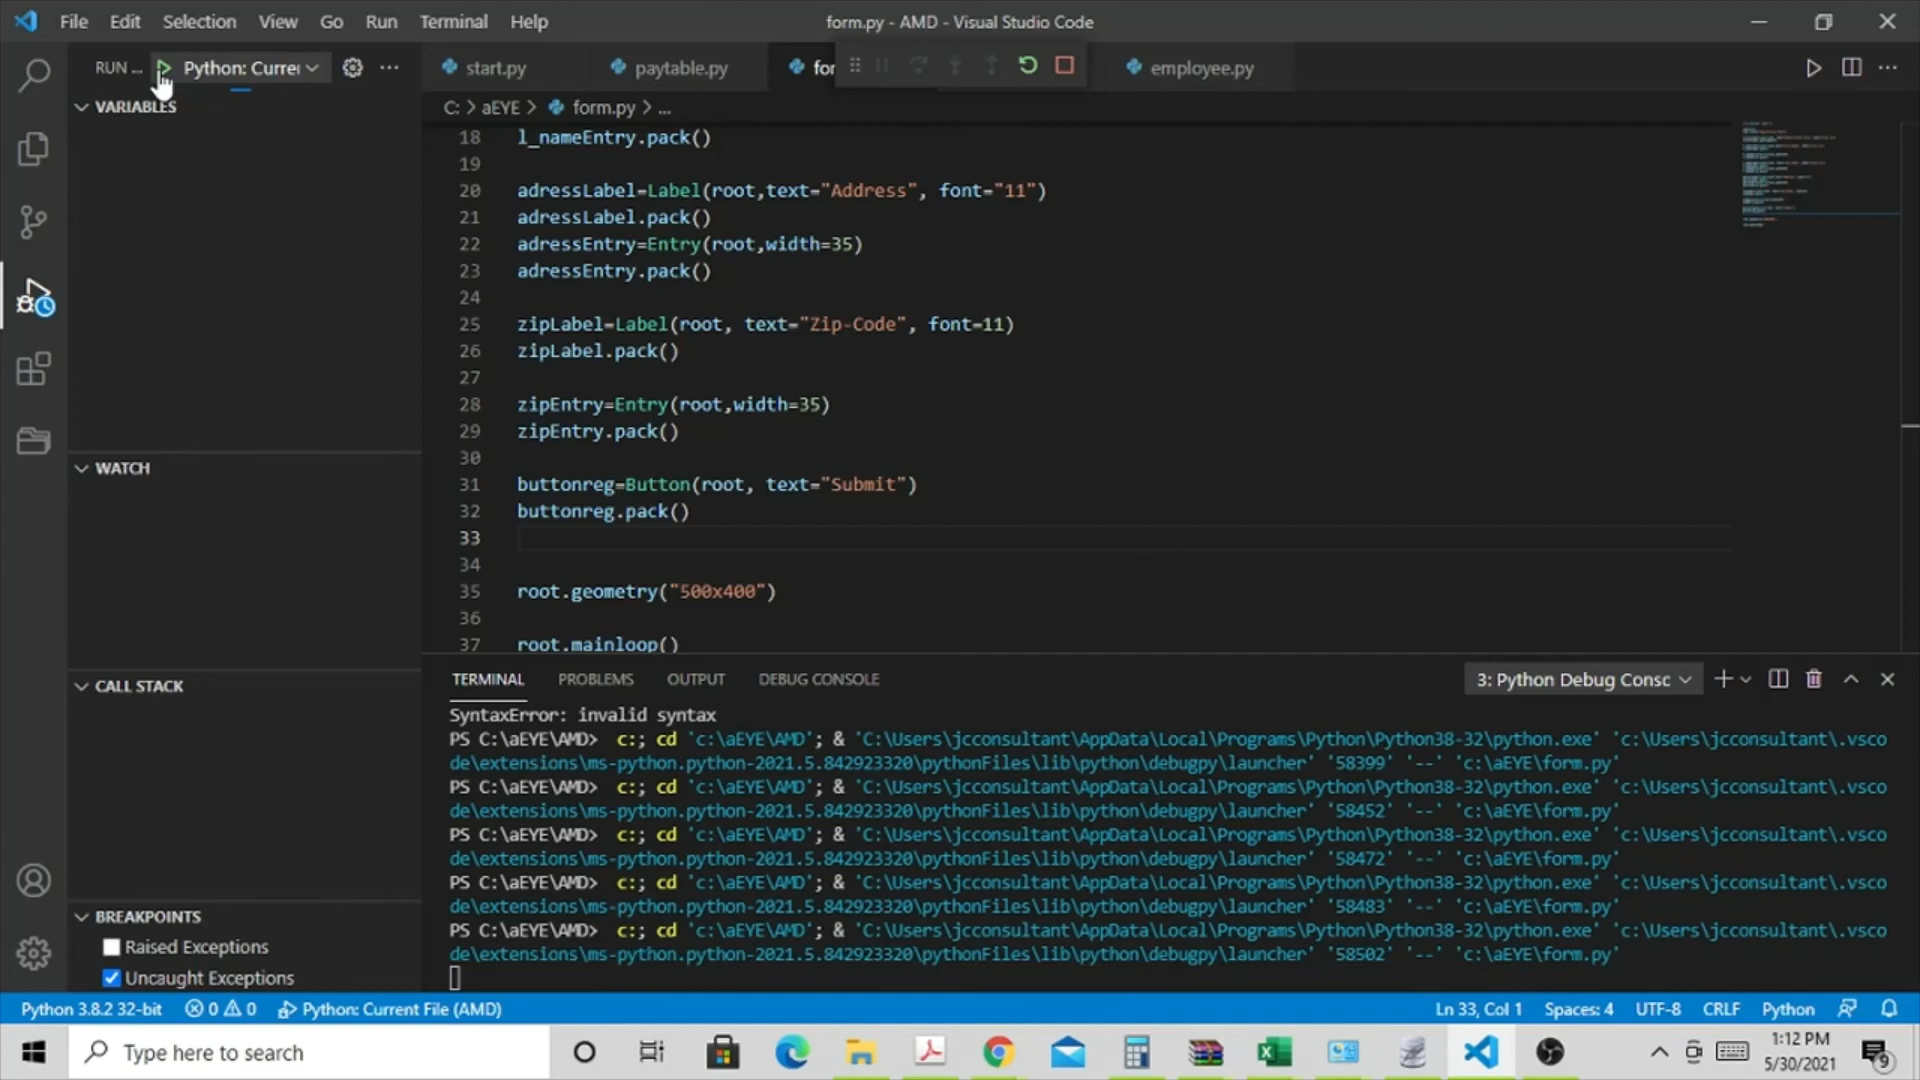 File Edit Selection View Go Run Terminal Help
form.py - AMD - Visual Studio Code
RUN ... Python: Currei
start.py
paytable.py
employee.py
VARIABLES
C: > aEYE > form.py > ...
18 l_nameEntry.pack()
19
20 adressLabel=Label(root,text="Address", font="11")
21 adressLabel.pack()
22 adressEntry=Entry(root,width=35)
23 adressEntry.pack()
24
25 zipLabel=Label(root, text="Zip-Code", font=11)
26 zipLabel.pack()
27
28 zipEntry=Entry(root,width=35)
29 zipEntry.pack()
30
31 buttonreg=Button(root, text="Submit")
32 buttonreg.pack()
33
34
35 root.geometry("500x400")
36
37 root.mainloop()
WATCH
CALL STACK
BREAKPOINTS
Raised Exceptions
Uncaught Exceptions
TERMINAL PROBLEMS OUTPUT DEBUG CONSOLE
3: Python Debug Consc
SyntaxError: invalid syntax
PS C:\aEYE\AMD> c:; cd 'c:\aEYE\AMD'; & 'C:\Users\jcconsultant\AppData\Local\Programs\Python\Python38-32\python.exe' 'c:\Users\jcconsultant\.vsco
de\extensions\ms-python.python-2021.5.842923320\pythonFiles\lib\python\debugpy\launcher' '58399' '--' 'c:\aEYE\form.py'
PS C:\aEYE\AMD> c:; cd 'c:\aEYE\AMD'; & 'C:\Users\jcconsultant\AppData\Local\Programs\Python\Python38-32\python.exe' 'c:\Users\jcconsultant\.vsco
de\extensions\ms-python.python-2021.5.842923320\pythonFiles\lib\python\debugpy\launcher' '58452' '--' 'c:\aEYE\form.py'
PS C:\aEYE\AMD> c:; cd 'c:\aEYE\AMD'; & 'C:\Users\jcconsultant\AppData\Local\Programs\Python\Python38-32\python.exe' 'c:\Users\jcconsultant\.vsco
de\extensions\ms-python.python-2021.5.842923320\pythonFiles\lib\python\debugpy\launcher' '58472' '--' 'c:\aEYE\form.py'
PS C:\aEYE\AMD> c:; cd 'c:\aEYE\AMD'; & 'C:\Users\jcconsultant\AppData\Local\Programs\Python\Python38-32\python.exe' 'c:\Users\jcconsultant\.vsco
de\extensions\ms-python.python-2021.5.842923320\pythonFiles\lib\python\debugpy\launcher' '58483' '--' 'c:\aEYE\form.py'
PS C:\aEYE\AMD> c:; cd 'c:\aEYE\AMD'; & 'C:\Users\jcconsultant\AppData\Local\Programs\Python\Python38-32\python.exe' 'c:\Users\jcconsultant\.vsco
de\extensions\ms-python.python-2021.5.842923320\pythonFiles\lib\python\debugpy\launcher' '58502' '--' 'c:\aEYE\form.py'
Python 3.8.2 32-bit 0 0 Python: Current File (AMD)
Ln 33, Col 1 Spaces: 4 UTF-8 CRLF Python
Type here to search
1:12 PM
5/30/2021
9